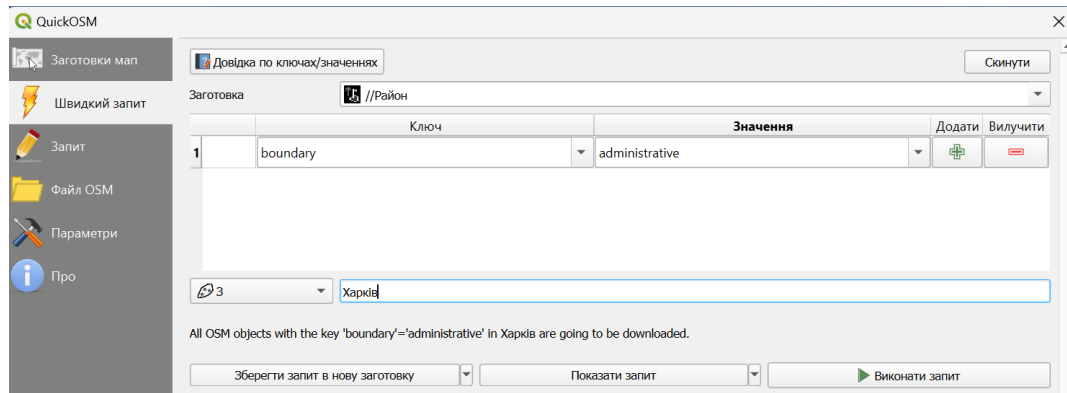 QuickOSM
Заготовки мап
Швидкий запит
Запит
Файл OSM
Параметри
Про
Довідка по ключах/значеннях
Скинути
Заготовка
//Район
Ключ Значення Додати Вилучити
1 boundary administrative
З Харків
All OSM objects with the key 'boundary'='administrative' in Харків are going to be downloaded.
Зберегти запит в нову заготовку Показати запит Виконати запит